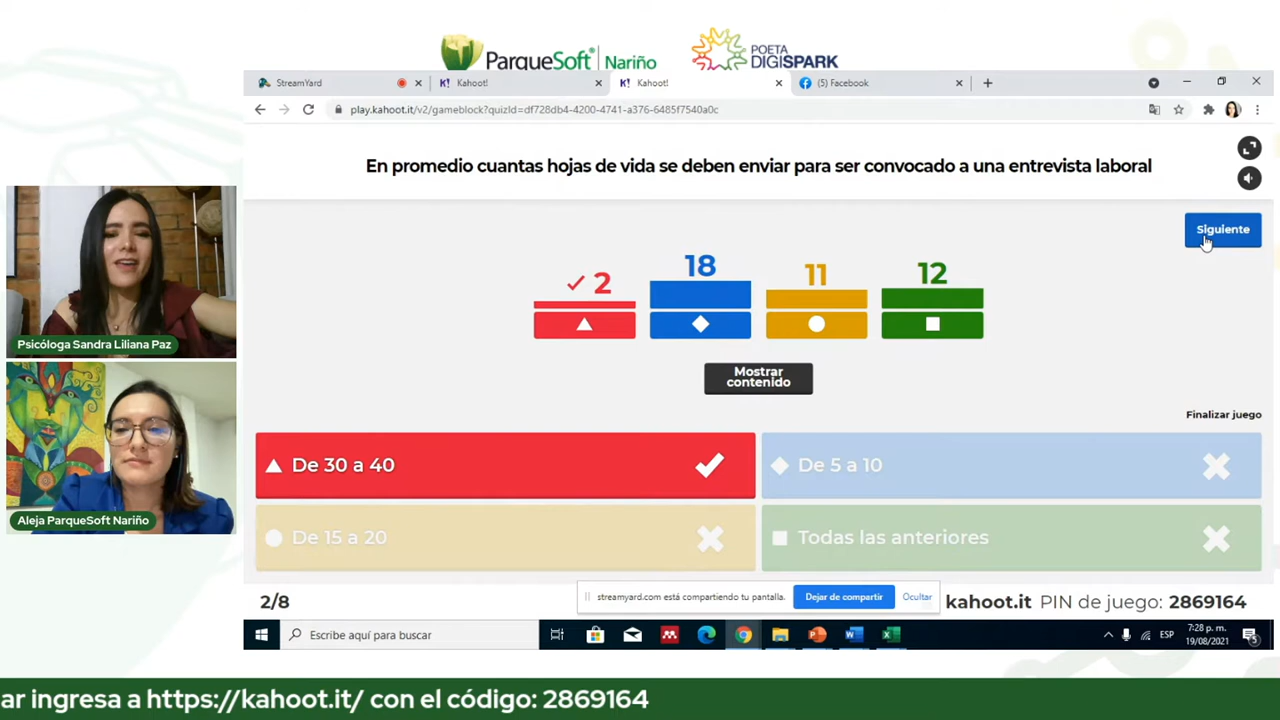 ParqueSoft Nariño
POETA
DIGISPARK
StreamYard
Kahoot!
Kahoot!
(5) Facebook
play.kahoot.it/v2/gameblock?quizId=df728db4-4200-4741-a376-6485f7540a0c
En promedio cuantas hojas de vida se deben enviar para ser convocado a una entrevista laboral
Siguiente
2
18
11
12
Mostrar
contenido
Finalizar juego
De 30 a 40
De 5 a 10
De 15 a 20
Todas las anteriores
Psicóloga Sandra Liliana Paz
Aleja ParqueSoft Nariño
2/8
streamyard.com está compartiendo tu pantalla.
Dejar de compartir
Ocultar
kahoot.it PIN de juego: 2869164
Escribe aquí para buscar
ESP
7:28 p. m.
19/08/2021
5
ar ingresa a https://kahoot.it/ con el código: 2869164